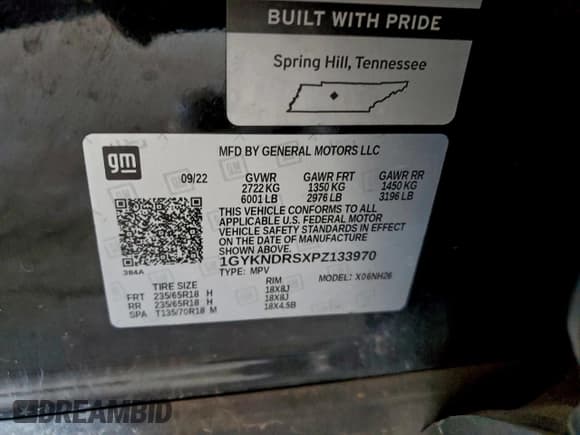 BUILT WITH PRIDE
Spring Hill, Tennessee
gm
MFD BY GENERAL MOTORS LLC
09/22 GVWR GAWR FRT GAWR RR
2722 KG 1350 KG 1450 KG
6001 LB 2976 LB 3196 LB
THIS VEHICLE CONFORMS TO ALL
APPLICABLE U.S. FEDERAL MOTOR
VEHICLE SAFETY STANDARDS IN EFFECT
ON THE DATE OF MANUFACTURE
SHOWN ABOVE.
1GYKNDRSXPZ133970
TYPE: MPV MODEL: X06NH26
384A
TIRE SIZE RIM
FRT 235/65R18 H 18X8J
RR 235/65R18 H 18X8J
SPA T135/70R18 M 18X4.5B
DREAMBID